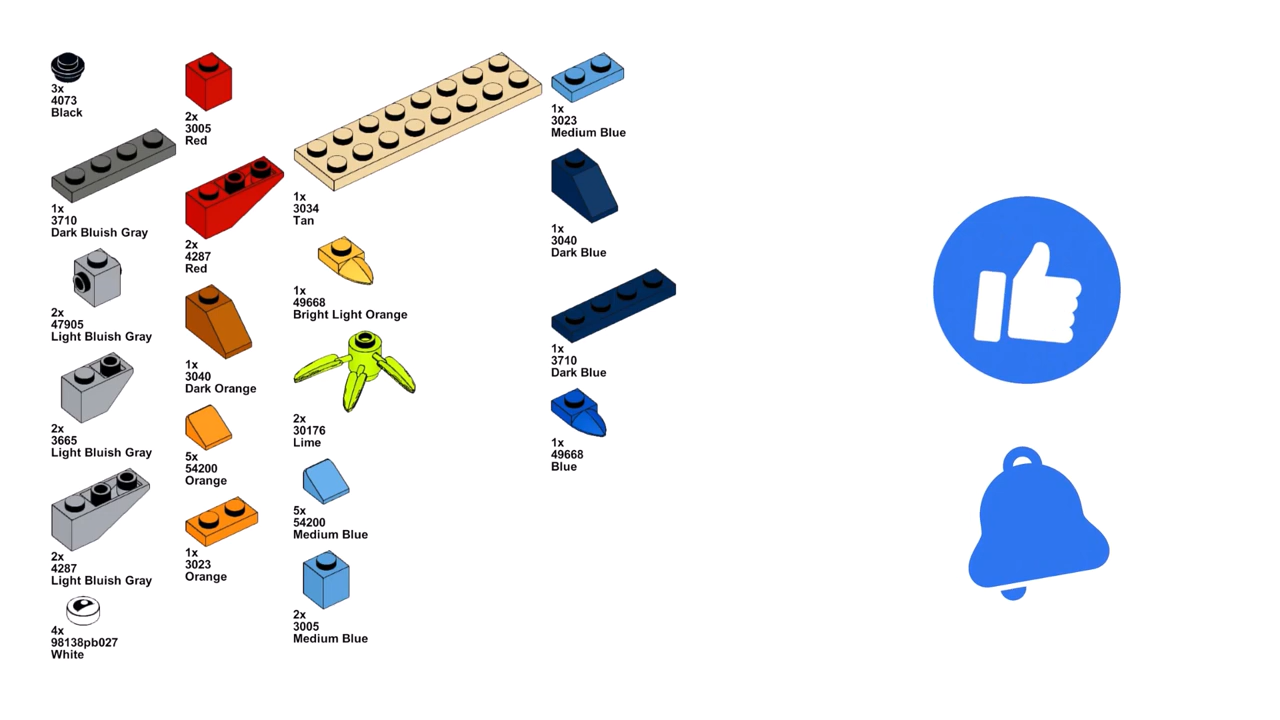 3x
4073
Black
1x
3710
Dark Bluish Gray
2x
47905
Light Bluish Gray
2x
3665
Light Bluish Gray
2x
4287
Light Bluish Gray
4x
98138pb027
White
2x
3005
Red
2x
4287
Red
1x
3040
Dark Orange
5x
54200
Orange
1x
3023
Orange
1x
3034
Tan
1x
49668
Bright Light Orange
2x
30176
Lime
5x
54200
Medium Blue
2x
3005
Medium Blue
1x
3023
Medium Blue
1x
3040
Dark Blue
1x
3710
Dark Blue
1x
49668
Blue